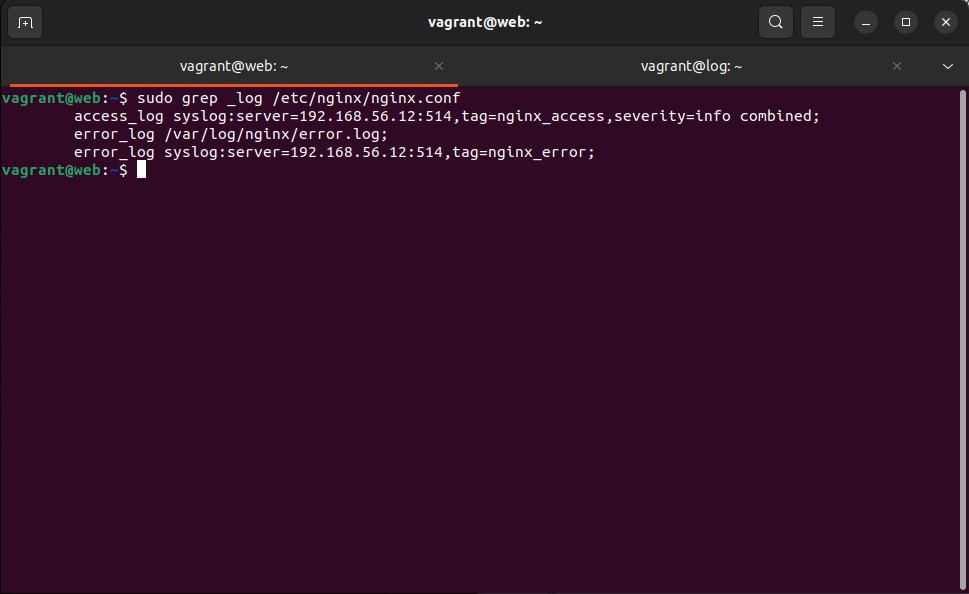 vagrant@web: ~
vagrant@web: ~
vagrant@log: ~
vagrant@web:~$ sudo grep _log /etc/nginx/nginx.conf
access_log syslog:server=192.168.56.12:514,tag=nginx_access,severity=info combined;
error_log /var/log/nginx/error.log;
error_log syslog:server=192.168.56.12:514,tag=nginx_error;
vagrant@web:~$